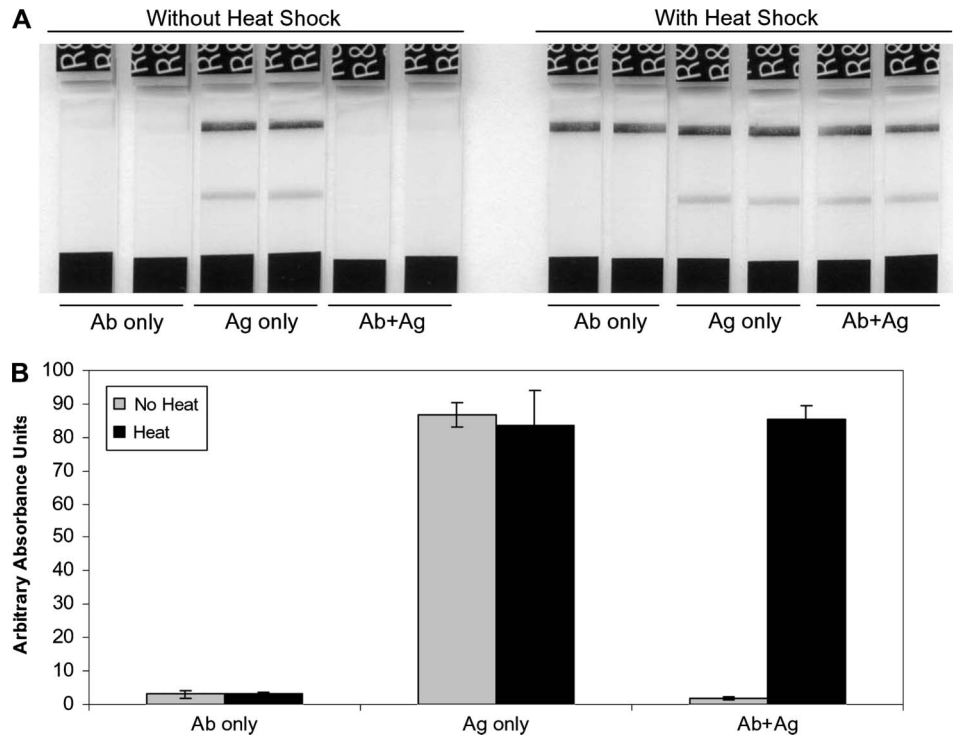 A
Without Heat Shock
With Heat Shock
R& R& R& R& R& R&
R& R& R& R& R& R&
Ab only
Ag only
Ab+Ag
Ab only
Ag only
Ab+Ag
B
100
90
80
70
60
50
40
30
20
10
0
Arbitrary Absorbance Units
No Heat
Heat
Ab only
Ag only
Ab+Ag